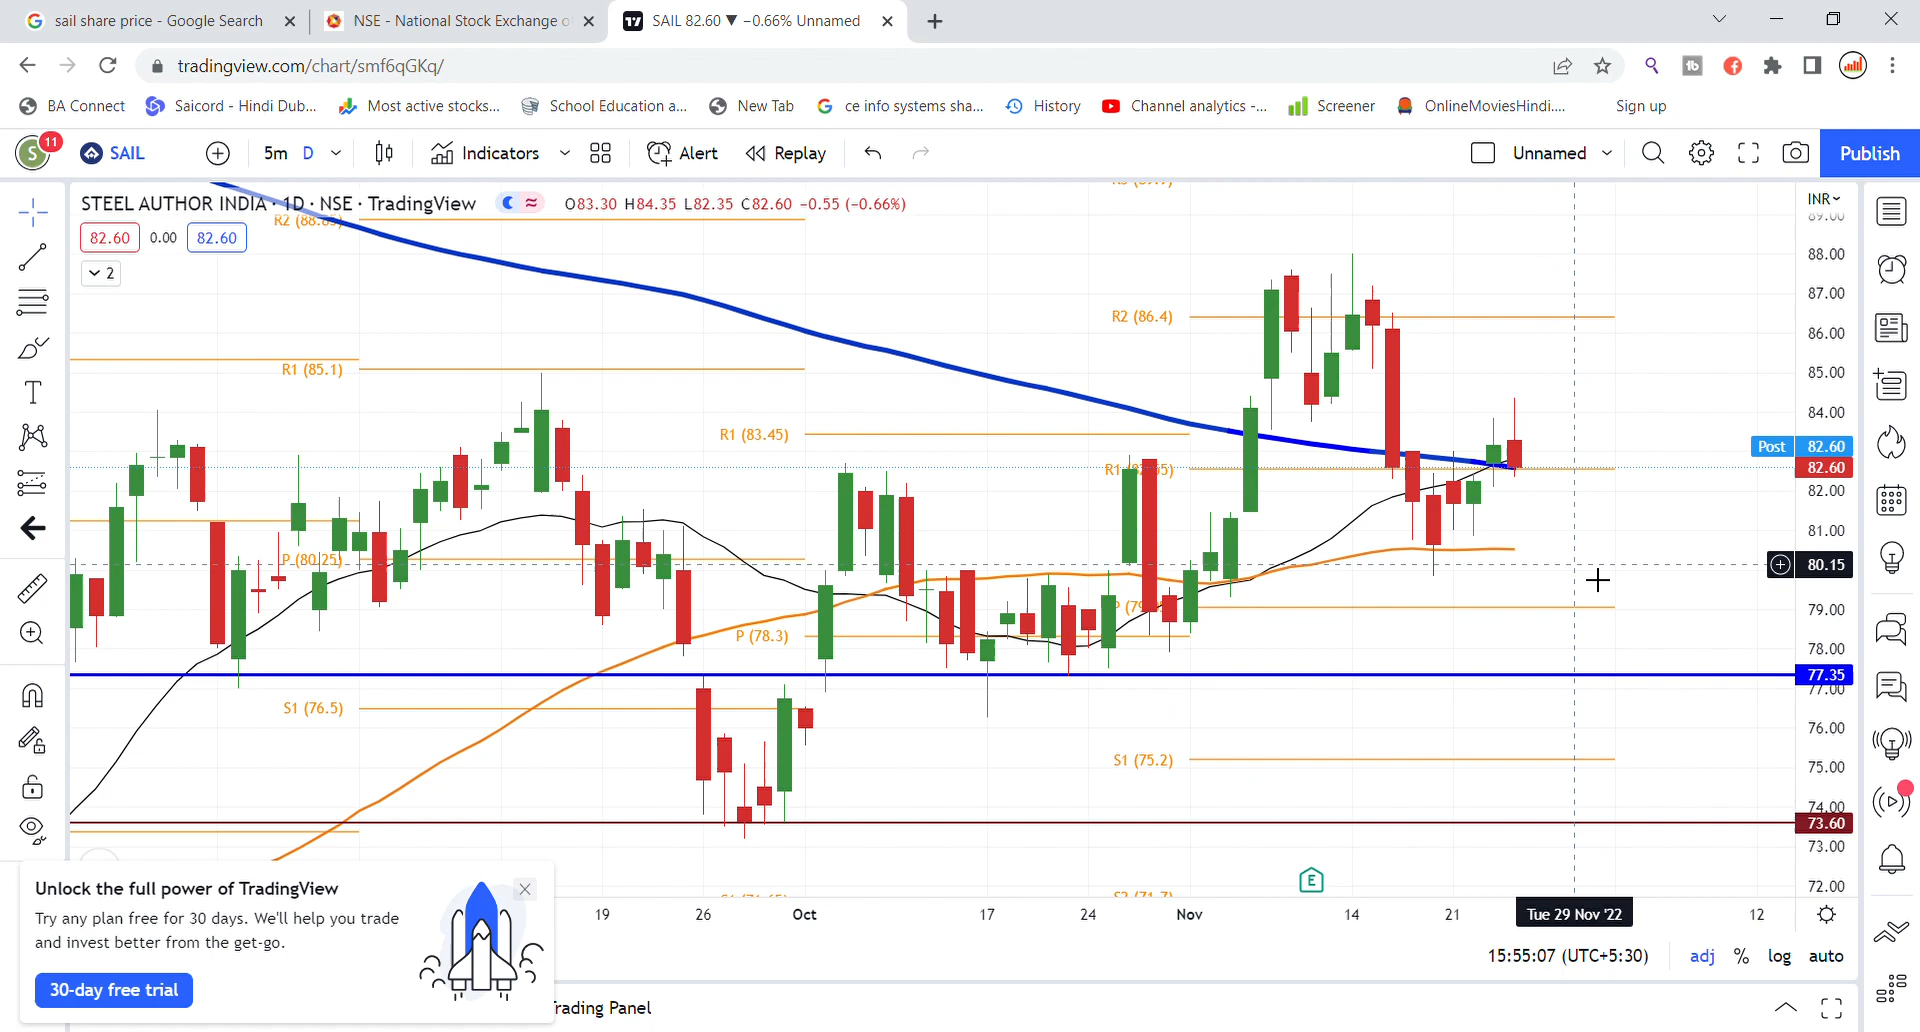 sail share price - Google Search
NSE - National Stock Exchange o
SAIL 82.60 ▼ −0.66% Unnamed
tradingview.com/chart/smf6qGKq/
BA Connect
Saicord - Hindi Dub...
Most active stocks...
School Education a...
New Tab
ce info systems sha...
History
Channel analytics -...
Screener
OnlineMoviesHindi....
Sign up
S
11
SAIL
5m
D
Indicators
Alert
Replay
Unnamed
Publish
STEEL AUTHOR INDIA · 1D · NSE · TradingView
O83.30 H84.35 L82.35 C82.60 −0.55 (−0.66%)
INR
89.00
82.60
0.00
82.60
2
88.00
87.00
R2 (86.4)
86.00
R1 (85.1)
85.00
84.00
R1 (83.45)
Post 82.60
82.60
82.00
81.00
P (80.25)
80.15
79.00
P (78.3)
78.00
77.35
77.00
S1 (76.5)
76.00
S1 (75.2)
75.00
74.00
73.60
73.00
E
72.00
19
26
Oct
17
24
Nov
14
21
Tue 29 Nov '22
12
Unlock the full power of TradingView
Try any plan free for 30 days. We'll help you trade
and invest better from the get-go.
30-day free trial
15:55:07 (UTC+5:30)
adj
%
log
auto
rading Panel